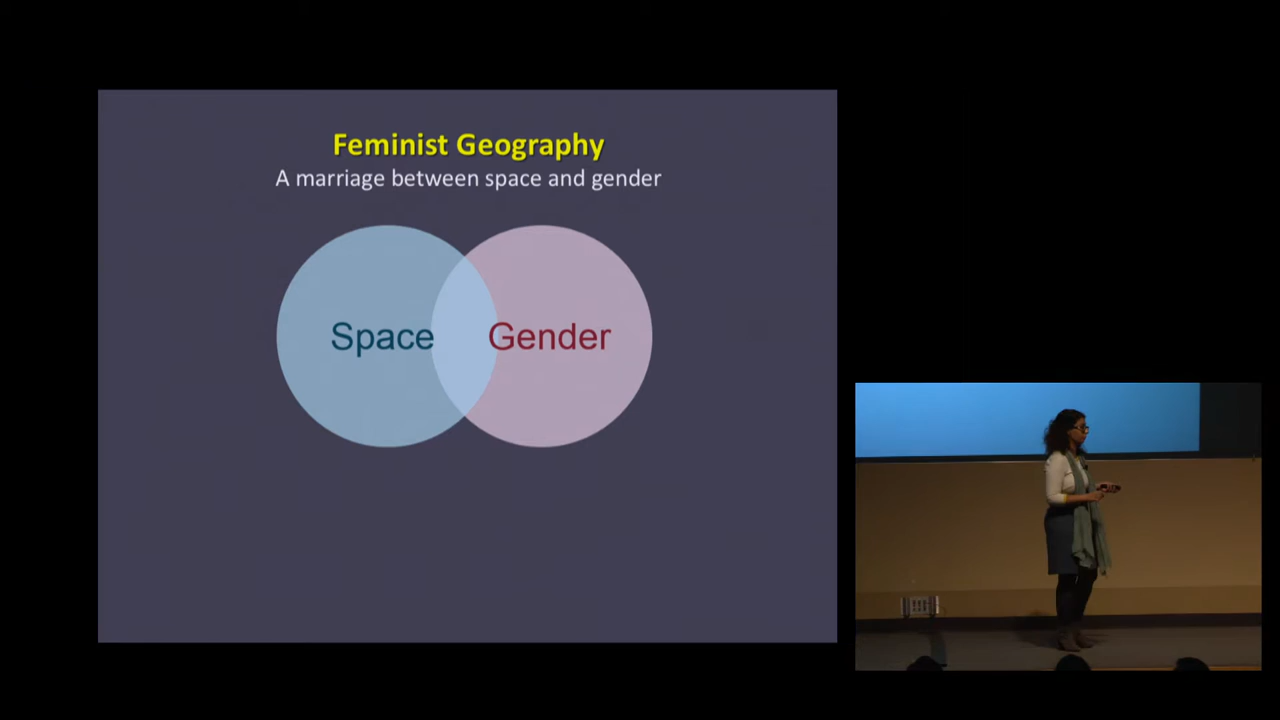 Feminist Geography
A marriage between space and gender
Space
Gender